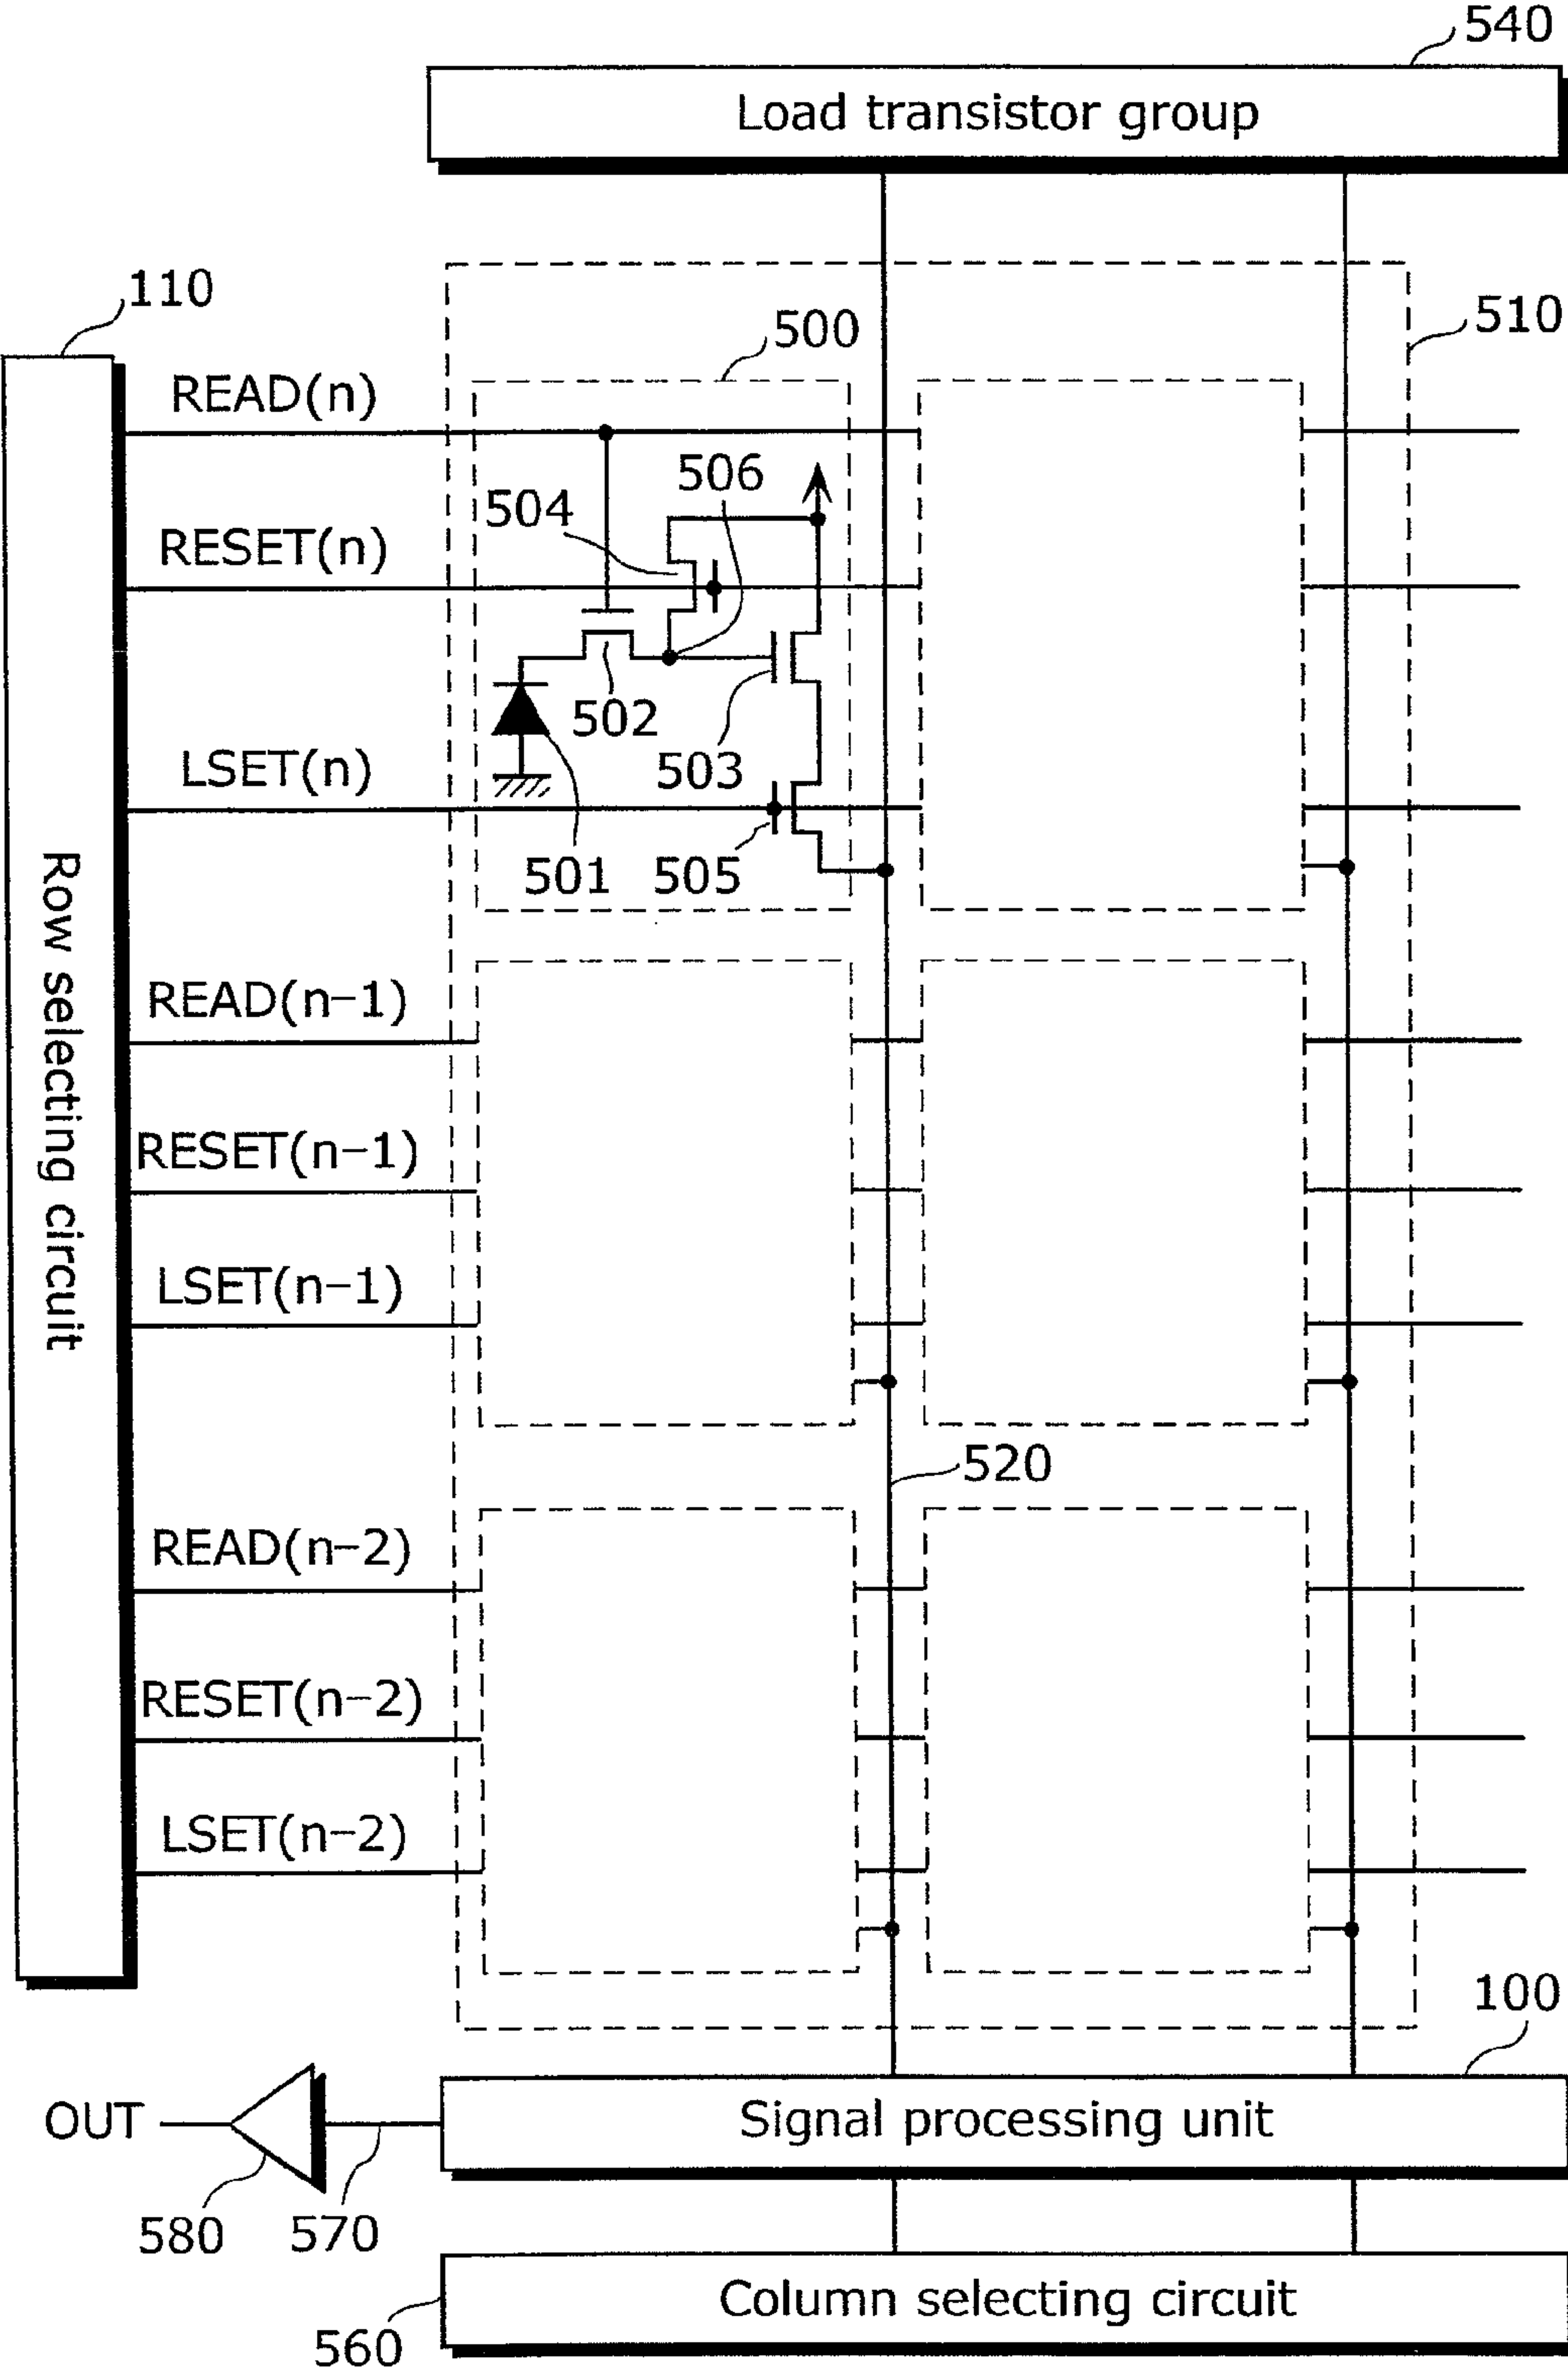 540
Load transistor group
110
510
500
READ(n)
506
504
RESET(n)
502
503
LSET(n)
501
505
Row selecting circuit
READ(n-1)
RESET(n-1)
LSET(n-1)
520
READ(n-2)
RESET(n-2)
LSET(n-2)
100
OUT
Signal processing unit
580
570
Column selecting circuit
560